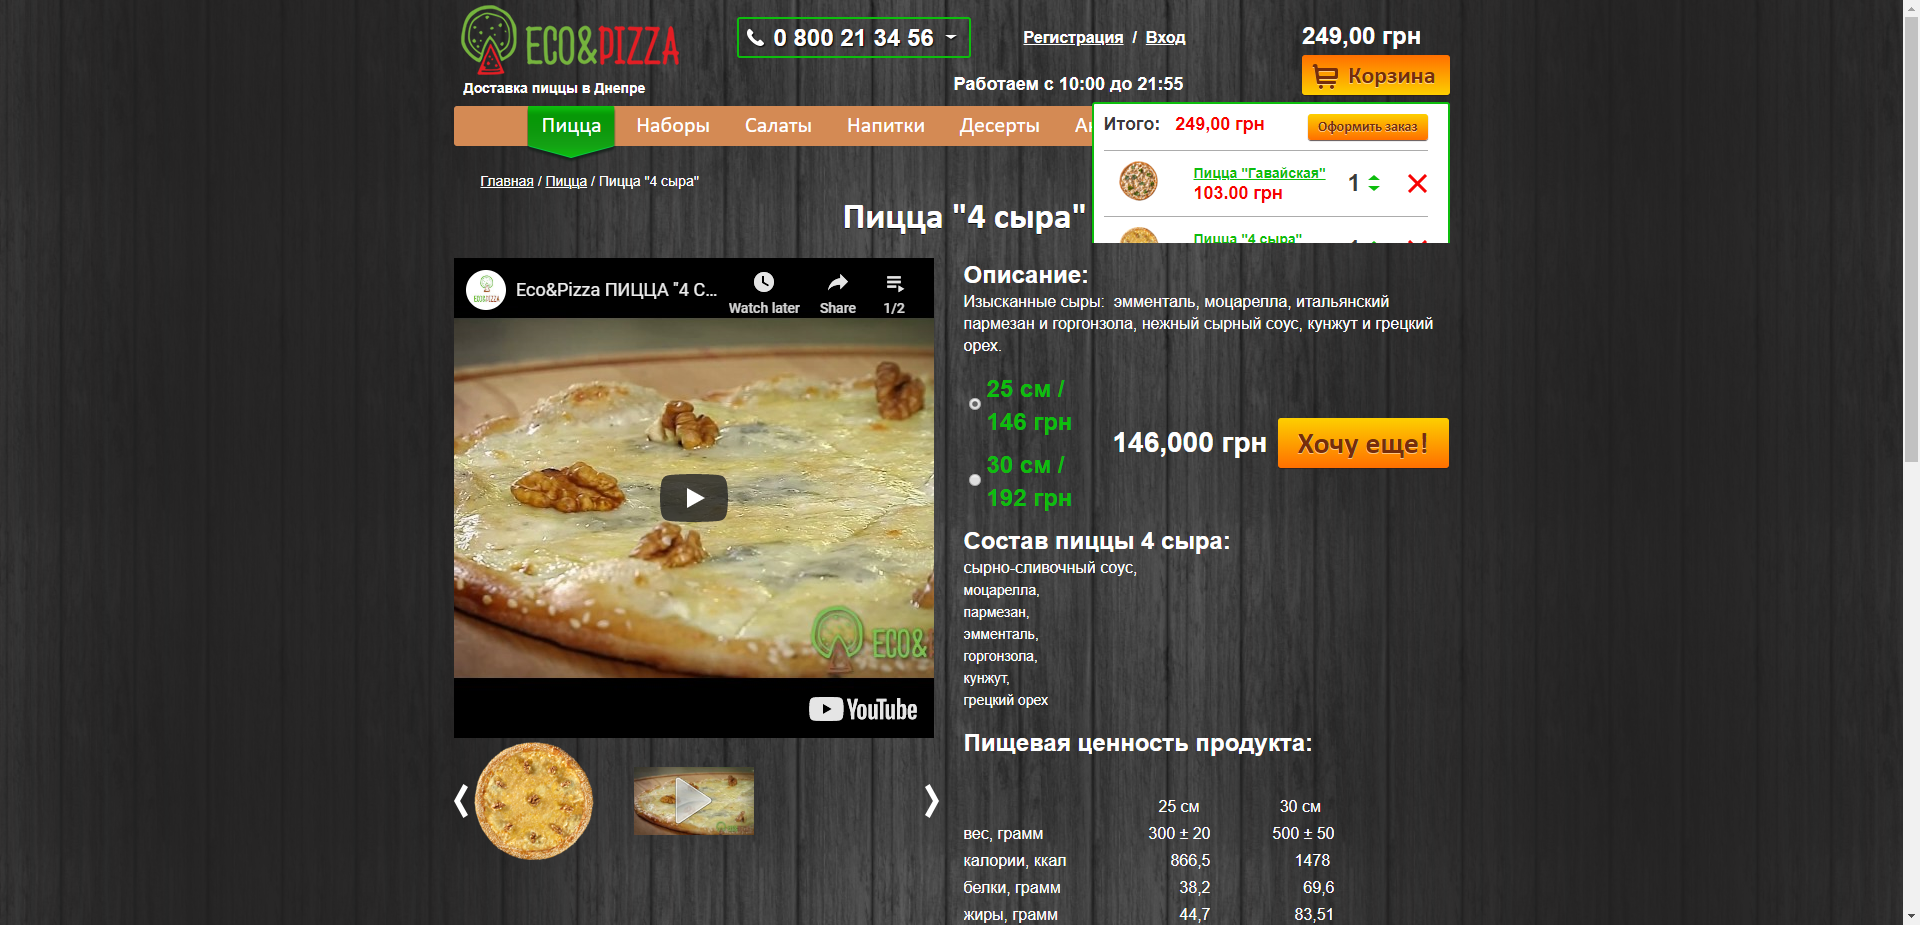 ECO&PIZZA
Доставка пиццы в Днепре
0 800 21 34 56
Регистрация / Вход
Работаем с 10:00 до 21:55
249,00 грн
Корзина
Пицца
Наборы
Салаты
Напитки
Десерты
Итого: 249,00 грн
Оформить заказ
Пицца "Гавайская"
103.00 грн
1
Пицца "4 сыра"
Главная / Пицца / Пицца "4 сыра"
Пицца "4 сыра"
Eco&Pizza ПИЦЦА "4 С...
Watch later
Share
1/2
ECO&PIZZA
ECO&
YouTube
Описание:
Изысканные сыры: эмменталь, моцарелла, итальянский
пармезан и горгонзола, нежный сырный соус, кунжут и грецкий
орех.
25 см /
146 грн
30 см /
192 грн
146,000 грн
Хочу еще!
Состав пиццы 4 сыра:
сырно-сливочный соус,
моцарелла,
пармезан,
эмменталь,
горгонзола,
кунжут,
грецкий орех
Пищевая ценность продукта:
25 см 30 см
вес, грамм 300 ± 20 500 ± 50
калории, ккал 866,5 1478
белки, грамм 38,2 69,6
жиры, грамм 44,7 83,51